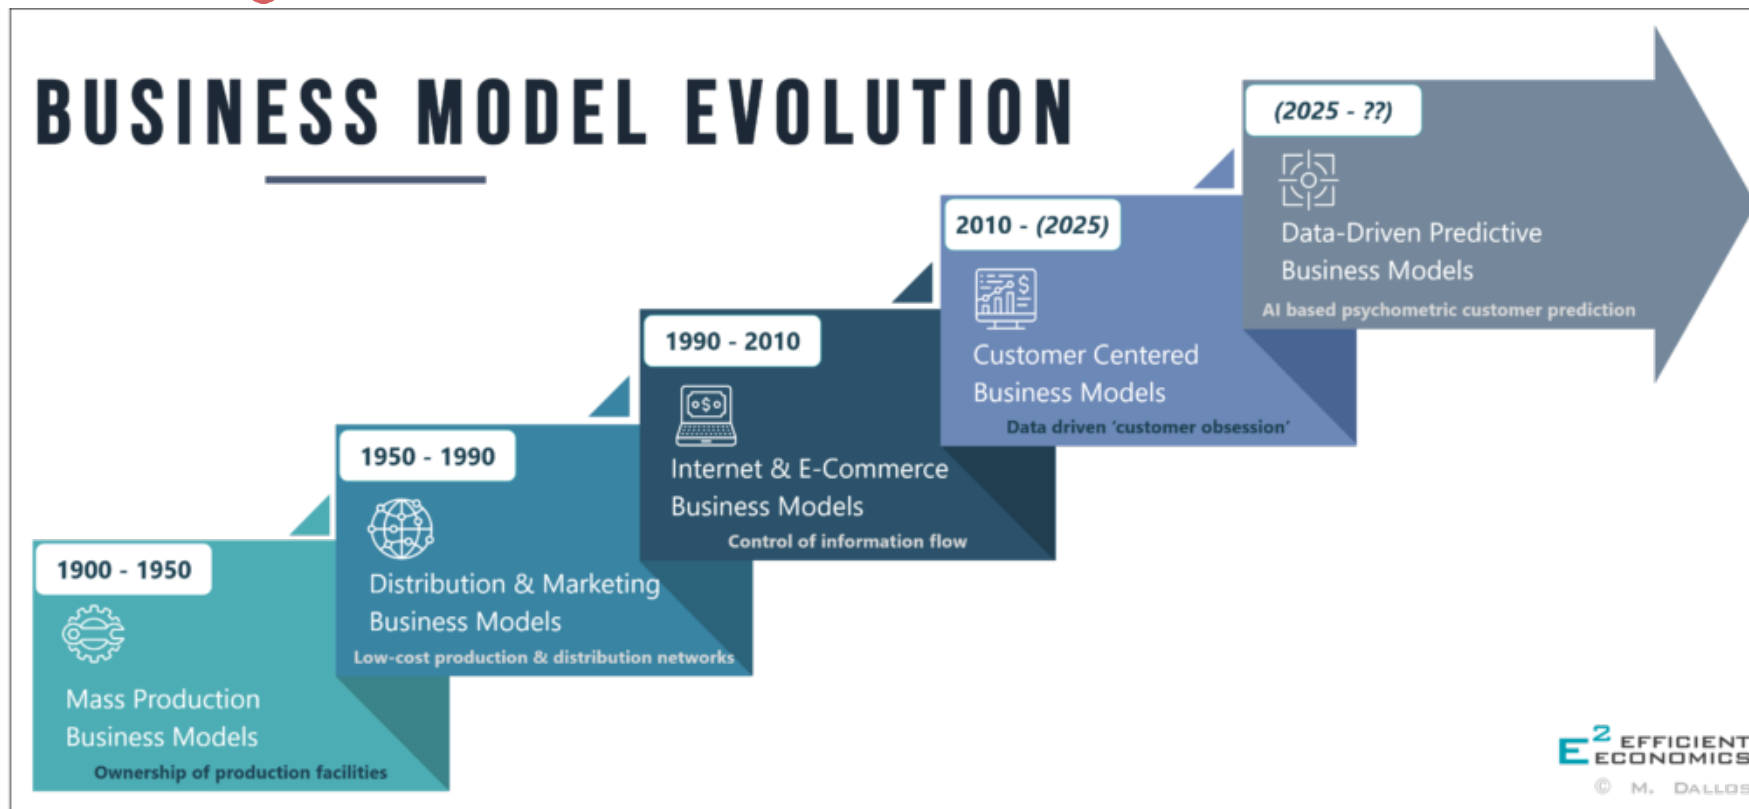 BUSINESS MODEL EVOLUTION
1900 - 1950
Mass Production
Business Models
Ownership of production facilities
1950 - 1990
Distribution & Marketing
Business Models
Low-cost production & distribution networks
1990 - 2010
$
Internet & E-Commerce
Business Models
Control of information flow
2010 - (2025)
$
Customer Centered
Business Models
Data driven ‘customer obsession’
(2025 - ??)
Data-Driven Predictive
Business Models
AI based psychometric customer prediction
E² EFFICIENT
ECONOMICS
© M. DALLOS